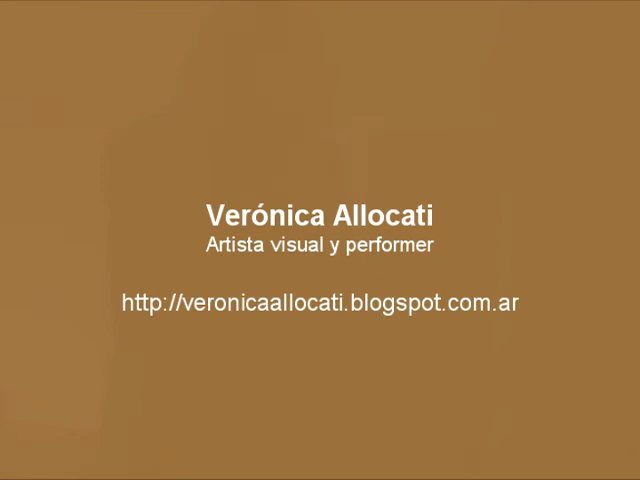 Verónica Allocati
Artista visual y performer
http://veronicaallocati.blogspot.com.ar